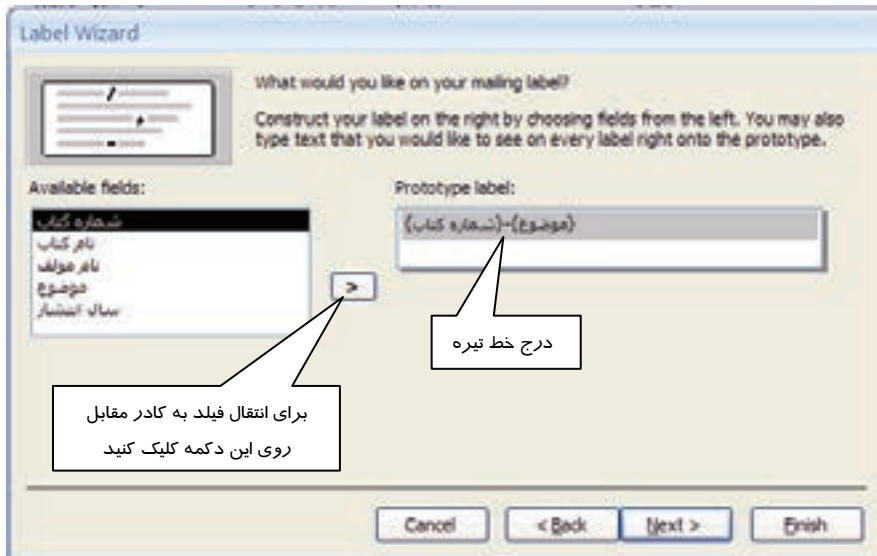 Label Wizard
What would you like on your mailing label?
Construct your label on the right by choosing fields from the left. You may also
type text that you would like to see on every label right onto the prototype.
Available fields:
شماره کتاب
نام کتاب
نام مولف
موضوع
سال انتشار
>
Prototype label:
{موضوع}-{شماره کتاب}
درج خط تیره
برای انتقال فیلد به کادر مقابل
روی این دکمه کلیک کنید
Cancel
< Back
Next >
Finish